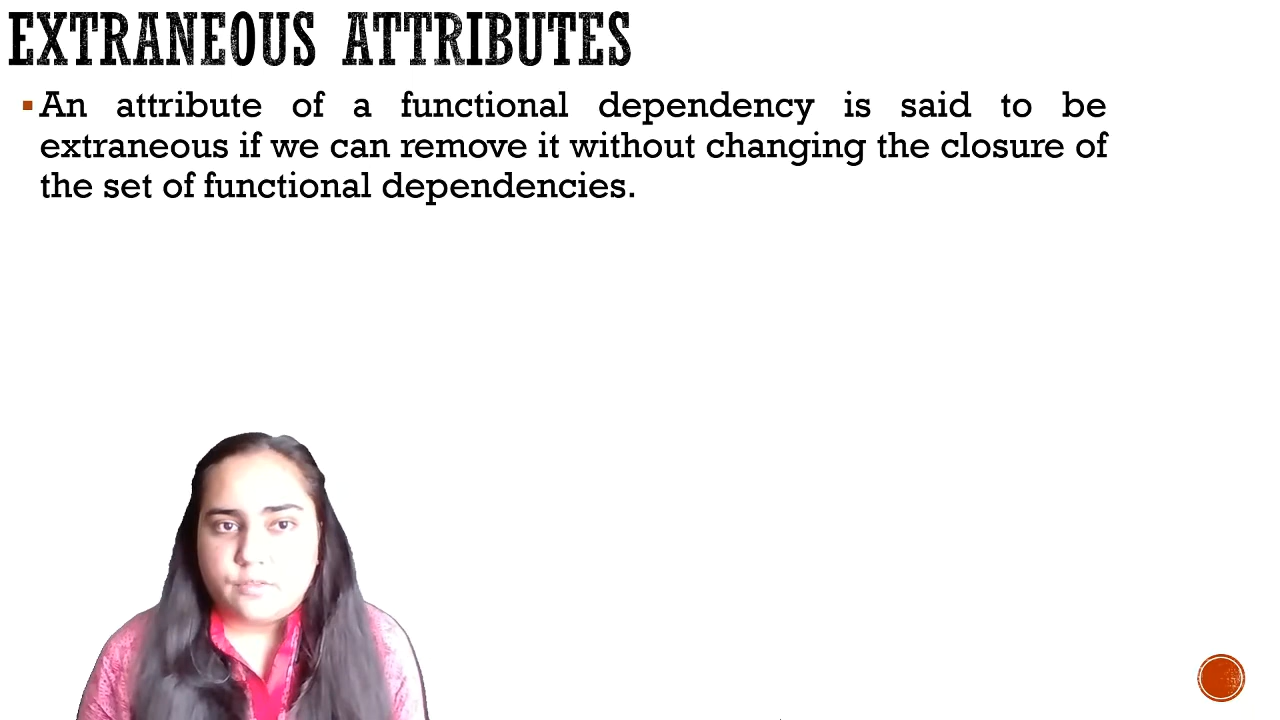 EXTRANEOUS ATTRIBUTES
An attribute of a functional dependency is said to be
extraneous if we can remove it without changing the closure of
the set of functional dependencies.